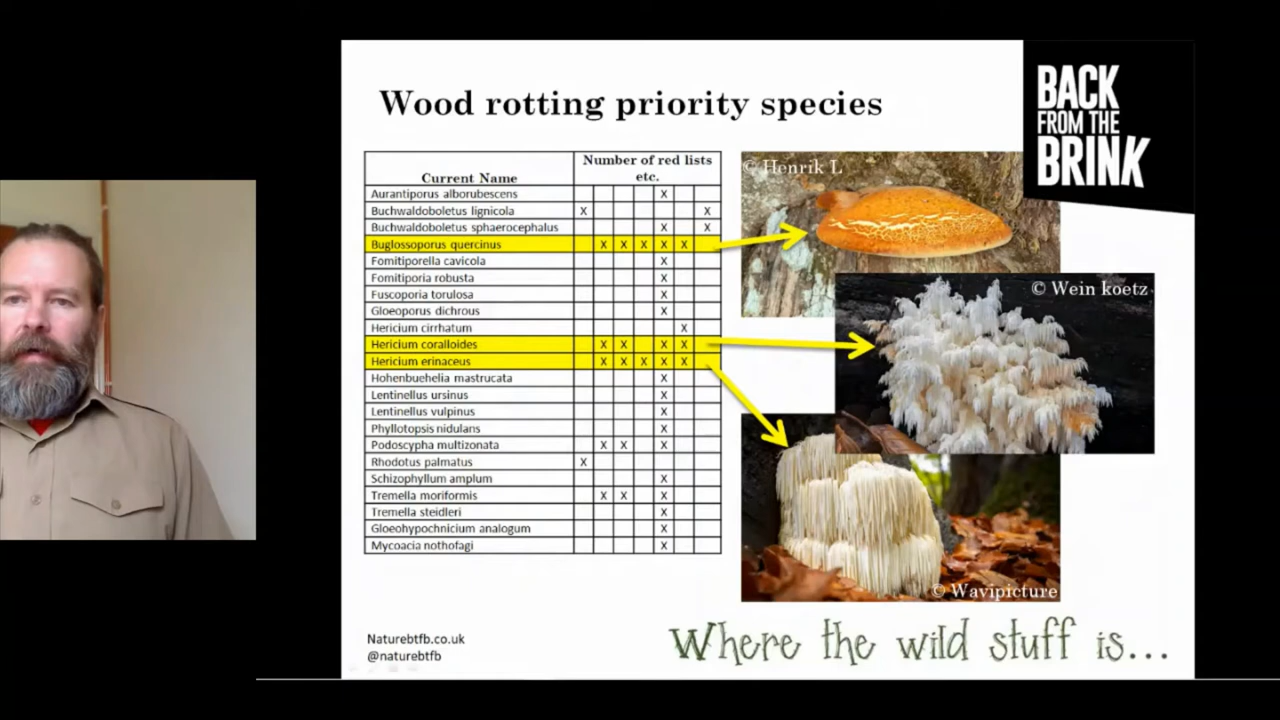 Wood rotting priority species
BACK
FROM THE
BRINK
Current Name
Number of red lists
etc.
Aurantiporus alborubescens X
Buchwaldoboletus lignicola X X
Buchwaldoboletus sphaerocephalus X X
Buglossoporus quercinus X X X X X
Fomitiporella cavicola X
Fomitiporia robusta X
Fuscoporia torulosa X
Gloeoporus dichrous X
Hericium cirrhatum X
Hericium coralloides X X X X
Hericium erinaceus X X X X X
Hohenbuehelia mastrucata X
Lentinellus ursinus X
Lentinellus vulpinus X
Phyllotopsis nidulans X
Podoscypha multizonata X X X
Rhodotus palmatus X
Schizophyllum amplum X
Tremella moriformis X X X
Tremella steidleri X
Gloeohypochnicium analogum X
Mycoacia nothofagi X
© Henrik L
© Wein koetz
© Wavipicture
Naturebtfb.co.uk
@naturebtfb
Where the wild stuff is...